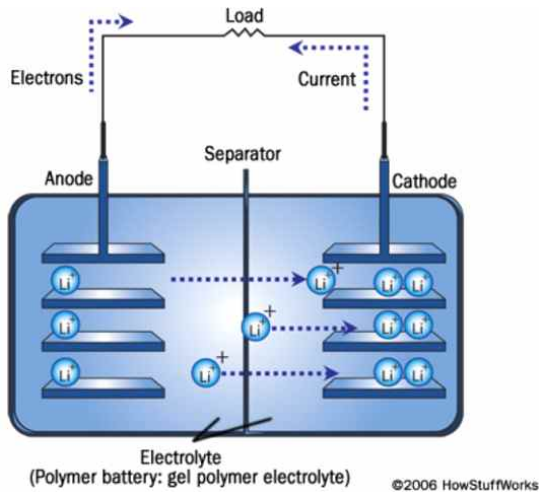 Load
Electrons
Current
Separator
Anode
Cathode
Li+
Li+
+
Li+ Li+
Li+
Li+
+
Li+ Li+
Li+
Li+
+
Li+ Li+
Electrolyte
(Polymer battery: gel polymer electrolyte)
©2006 HowStuffWorks